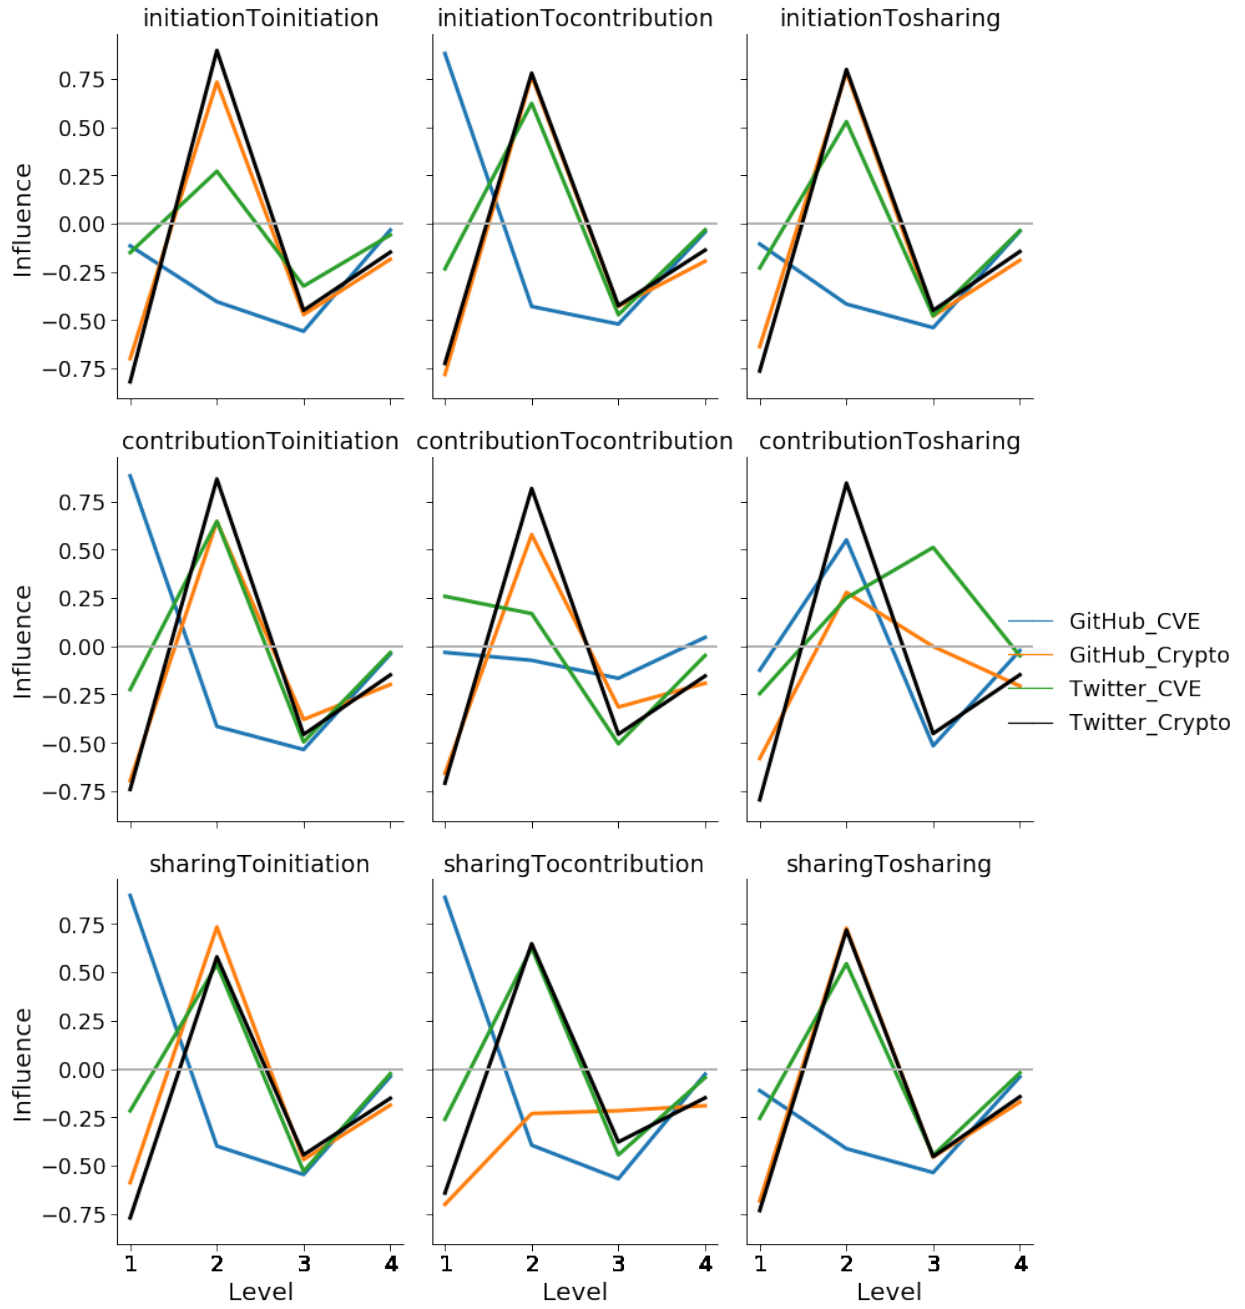 initiationToinitiation initiationTocontribution initiationTosharing
0.75
0.50
0.25
0.00
−0.25
−0.50
−0.75
Influence
contributionToinitiation contributionTocontribution contributionTosharing
0.75
0.50
0.25
0.00
−0.25
−0.50
−0.75
Influence
GitHub_CVE
GitHub_Crypto
Twitter_CVE
Twitter_Crypto
sharingToinitiation sharingTocontribution sharingTosharing
0.75
0.50
0.25
0.00
−0.25
−0.50
−0.75
Influence
1 2 3 4 1 2 3 4 1 2 3 4
Level Level Level